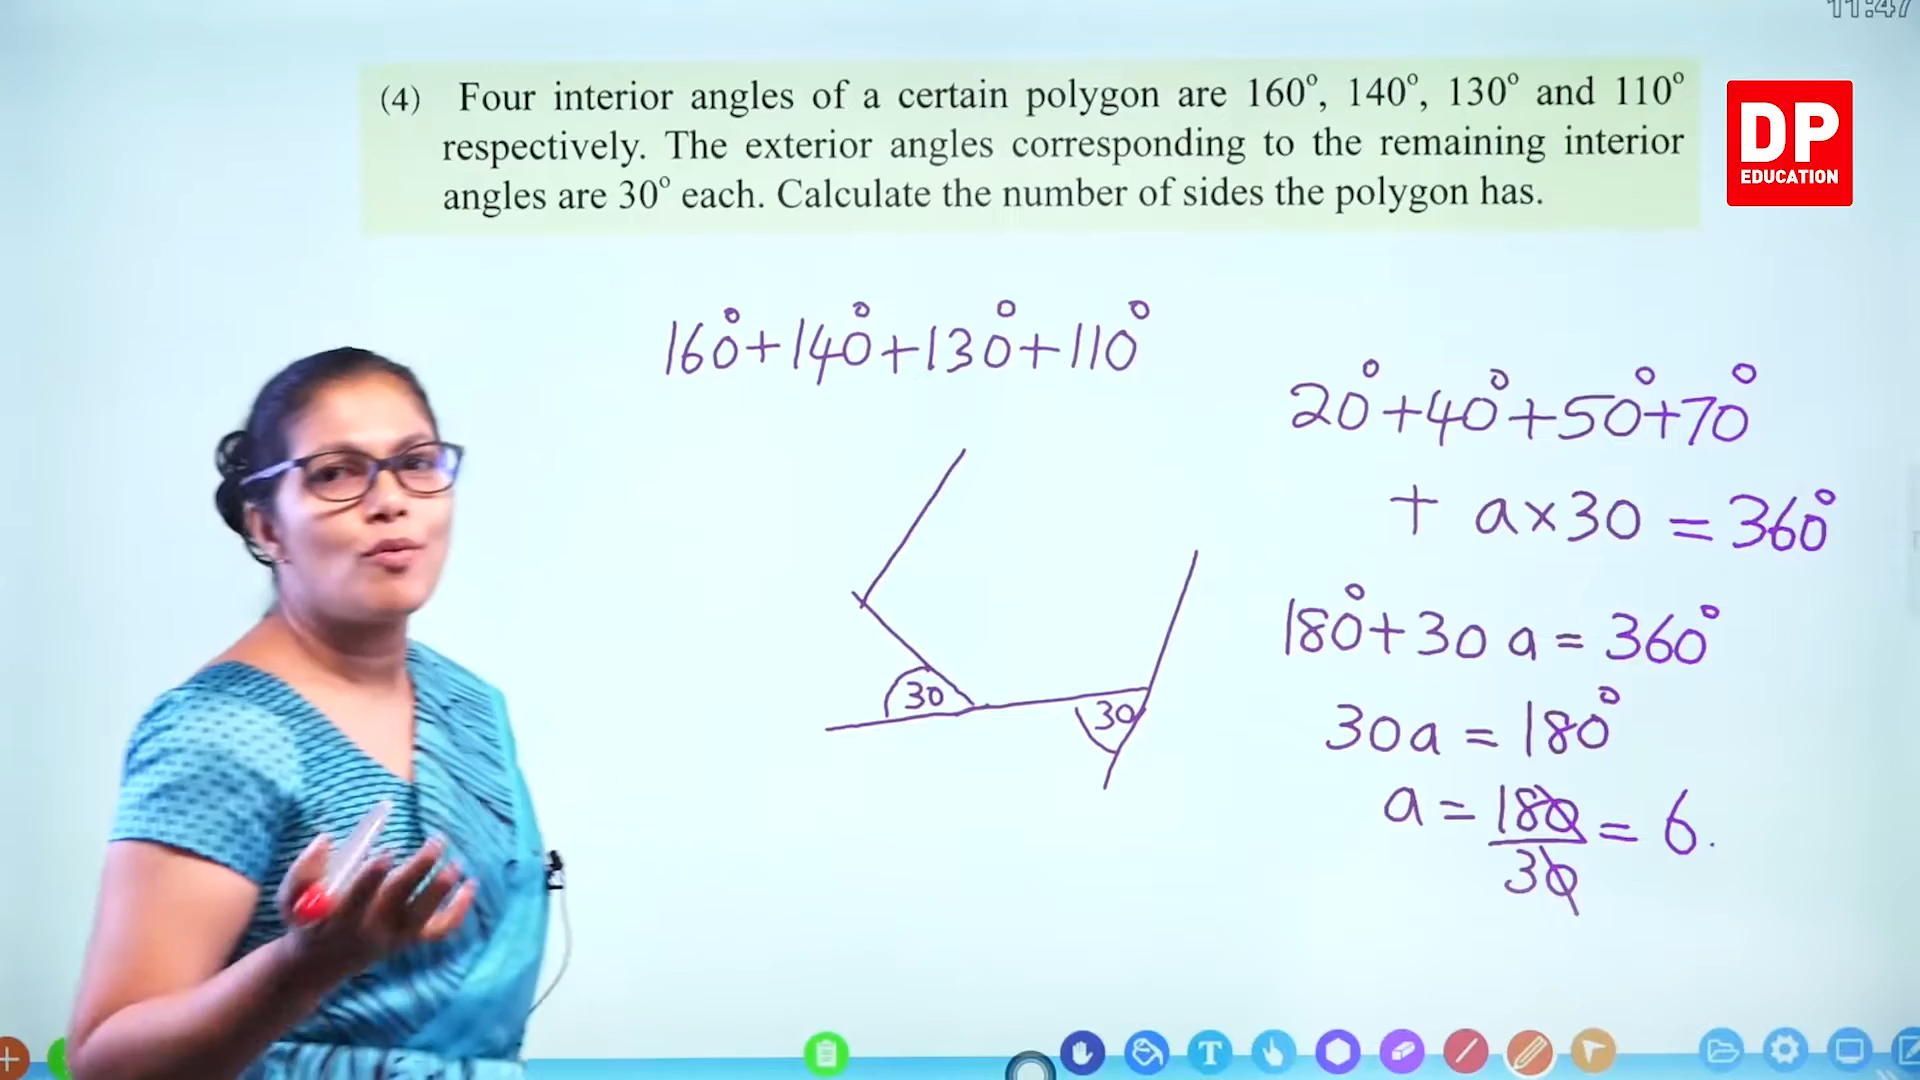 11:47
(4) Four interior angles of a certain polygon are 160°, 140°, 130° and 110°
respectively. The exterior angles corresponding to the remaining interior
angles are 30° each. Calculate the number of sides the polygon has.
DP
EDUCATION
160°+140°+130°+110°
20°+40°+50°+70°
+ a×30 = 360°
180°+30 a = 360°
30a = 180°
a = 180/30 = 6.
30
30
T